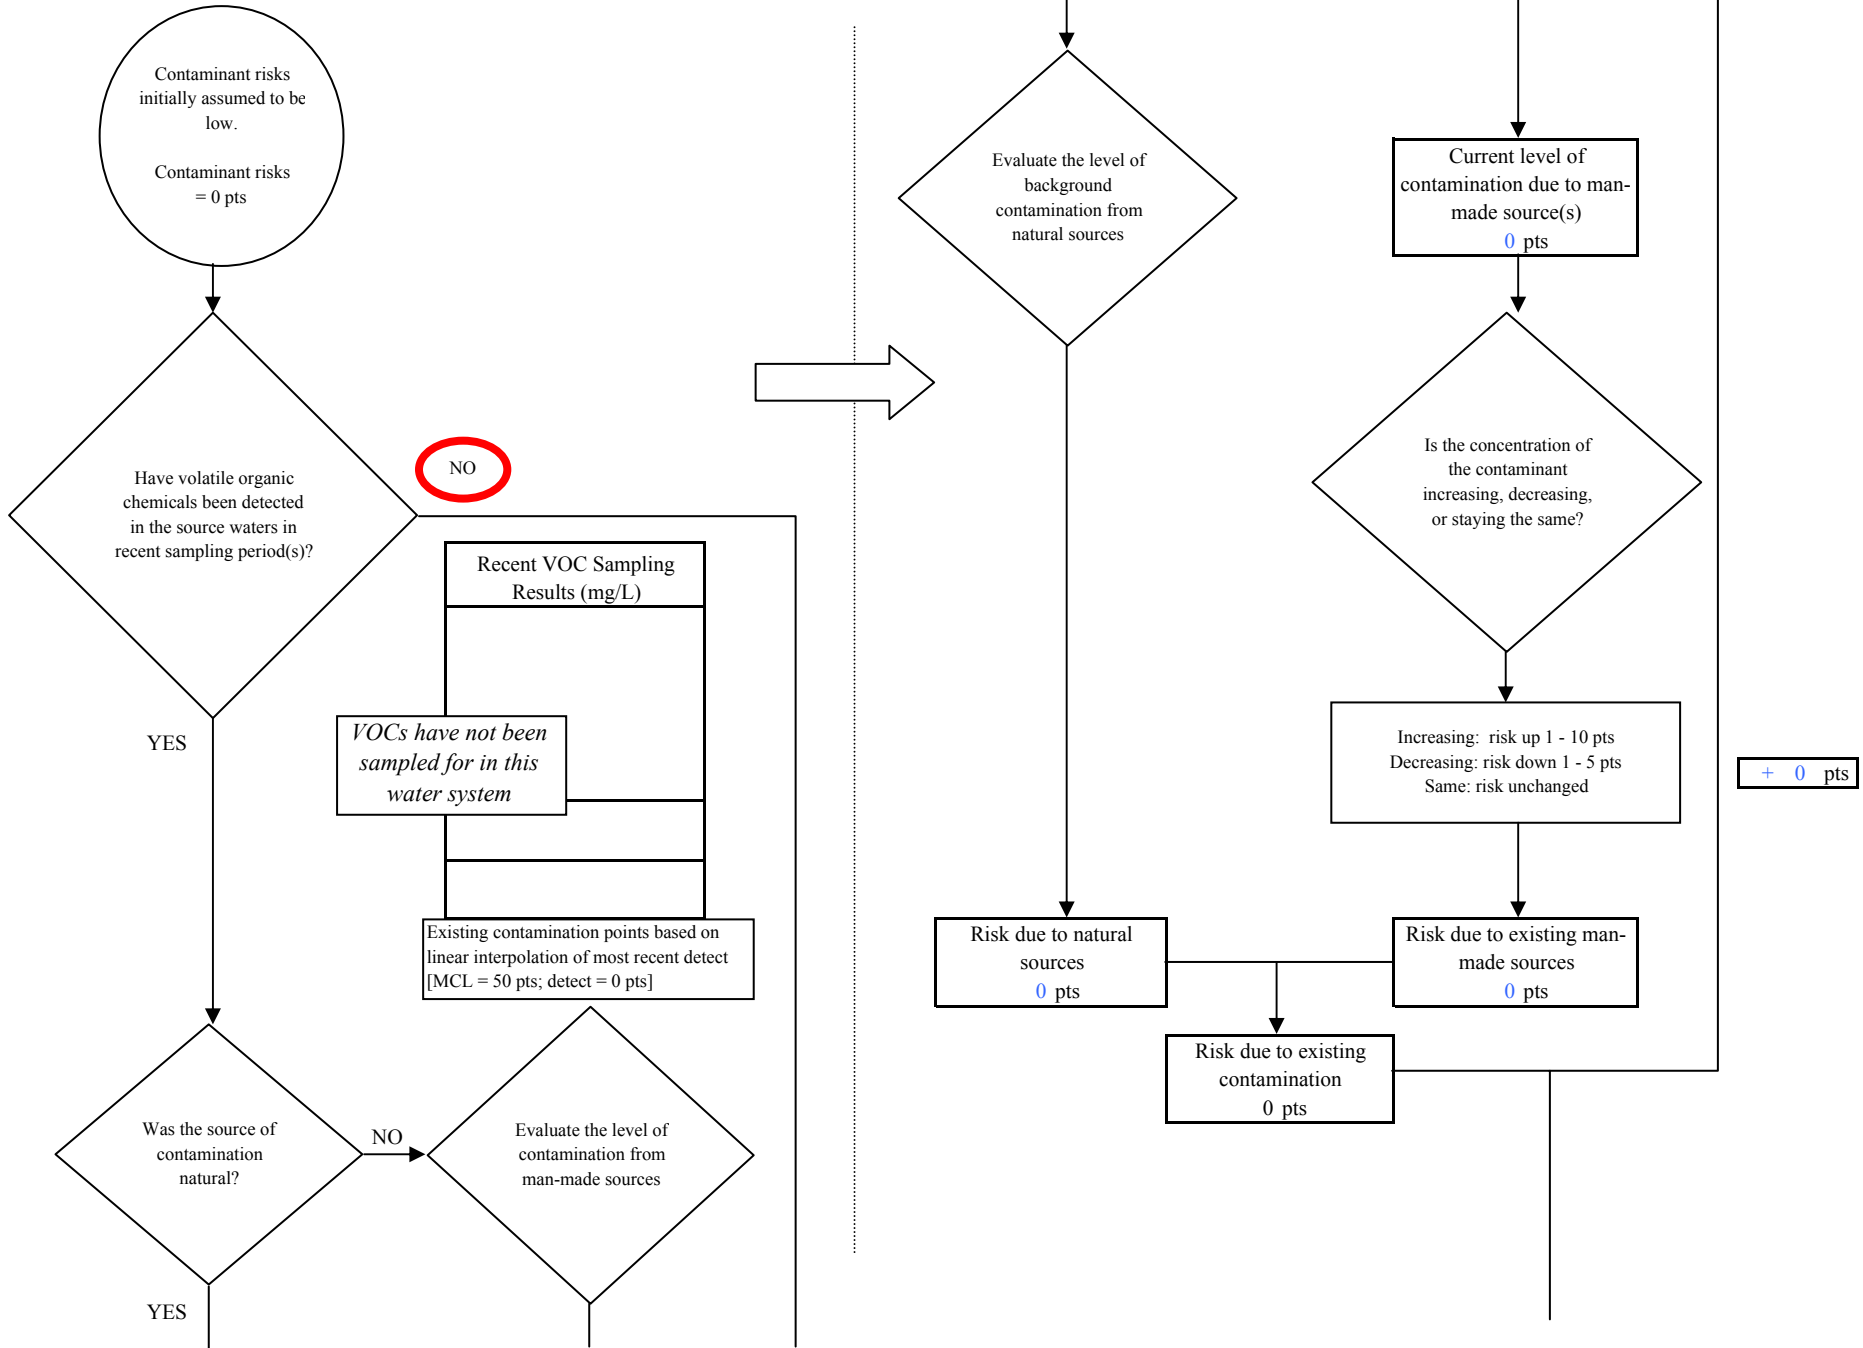 Contaminant risks
initially assumed to be
low.
Contaminant risks
= 0 pts
Have volatile organic
chemicals been detected
in the source waters in
recent sampling period(s)?
NO
YES
Recent VOC Sampling
Results (mg/L)
VOCs have not been
sampled for in this
water system
Existing contamination points based on
linear interpolation of most recent detect
[MCL = 50 pts; detect = 0 pts]
Was the source of
contamination
natural?
NO
YES
Evaluate the level of
contamination from
man-made sources
Evaluate the level of
background
contamination from
natural sources
Current level of
contamination due to man-
made source(s)
0 pts
Is the concentration of
the contaminant
increasing, decreasing,
or staying the same?
Increasing: risk up 1 - 10 pts
Decreasing: risk down 1 - 5 pts
Same: risk unchanged
+ 0 pts
Risk due to natural
sources
0 pts
Risk due to existing man-
made sources
0 pts
Risk due to existing
contamination
0 pts